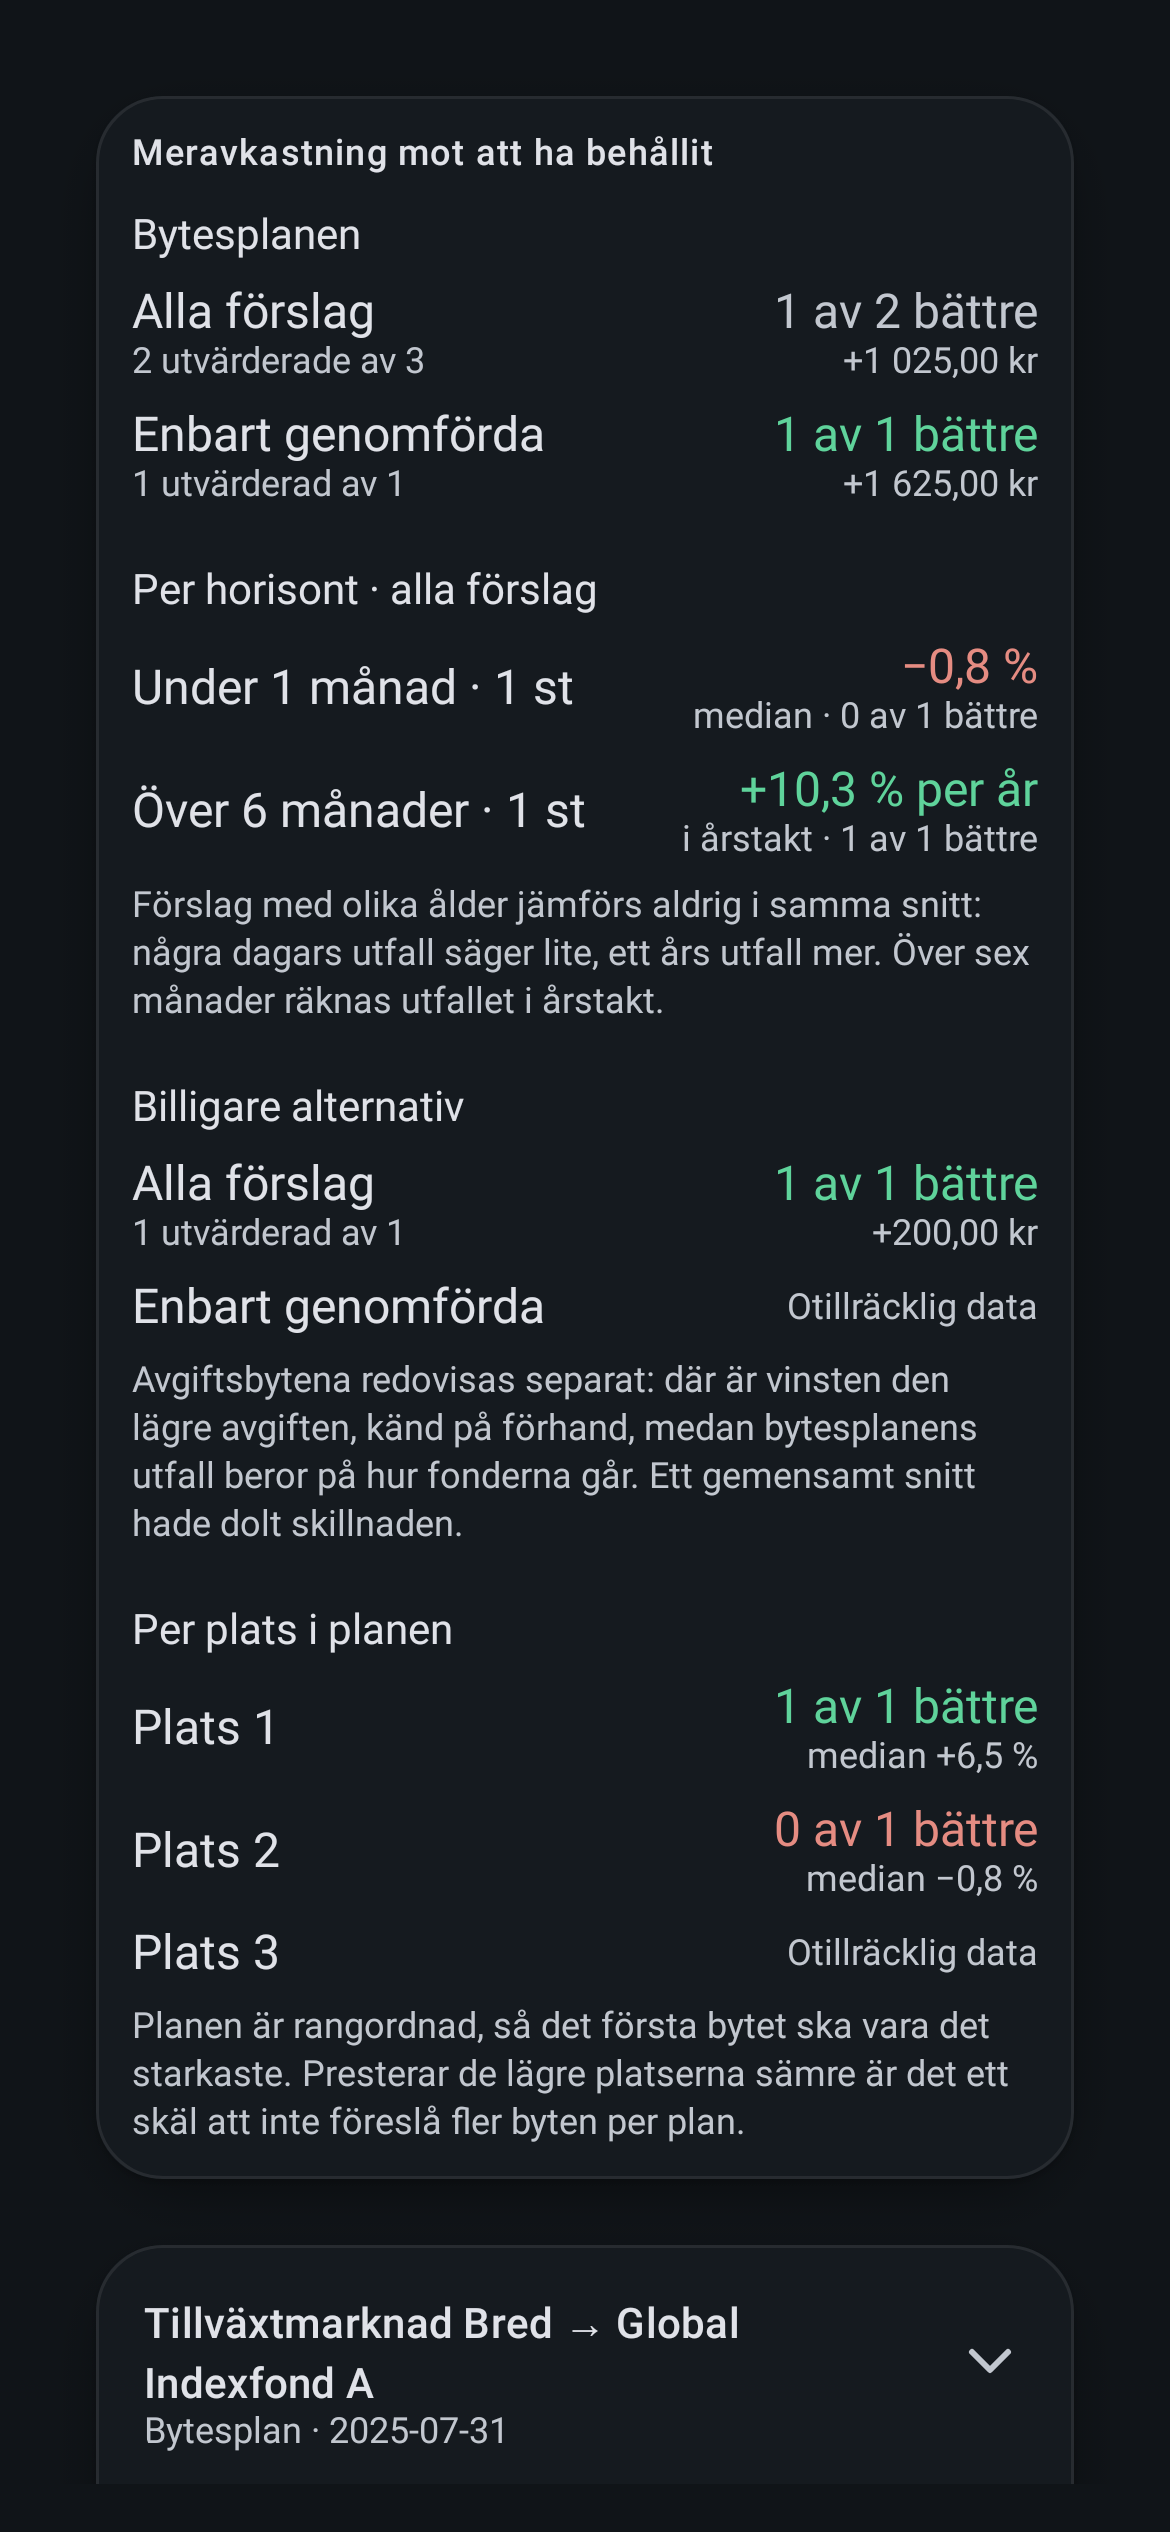 Meravkastning mot att ha behållit
Bytesplanen
Alla förslag
1 av 2 bättre
2 utvärderade av 3
+1 025,00 kr
Enbart genomförda
1 av 1 bättre
1 utvärderad av 1
+1 625,00 kr
Per horisont · alla förslag
Under 1 månad · 1 st
−0,8 %
median · 0 av 1 bättre
Över 6 månader · 1 st
+10,3 % per år
i årstakt · 1 av 1 bättre
Förslag med olika ålder jämförs aldrig i samma snitt:
några dagars utfall säger lite, ett års utfall mer. Över sex
månader räknas utfallet i årstakt.
Billigare alternativ
Alla förslag
1 av 1 bättre
1 utvärderad av 1
+200,00 kr
Enbart genomförda
Otillräcklig data
Avgiftsbytena redovisas separat: där är vinsten den
lägre avgiften, känd på förhand, medan bytesplanens
utfall beror på hur fonderna går. Ett gemensamt snitt
hade dolt skillnaden.
Per plats i planen
Plats 1
1 av 1 bättre
median +6,5 %
Plats 2
0 av 1 bättre
median −0,8 %
Plats 3
Otillräcklig data
Planen är rangordnad, så det första bytet ska vara det
starkaste. Presterar de lägre platserna sämre är det ett
skäl att inte föreslå fler byten per plan.
Tillväxtmarknad Bred → Global
Indexfond A
Bytesplan · 2025-07-31